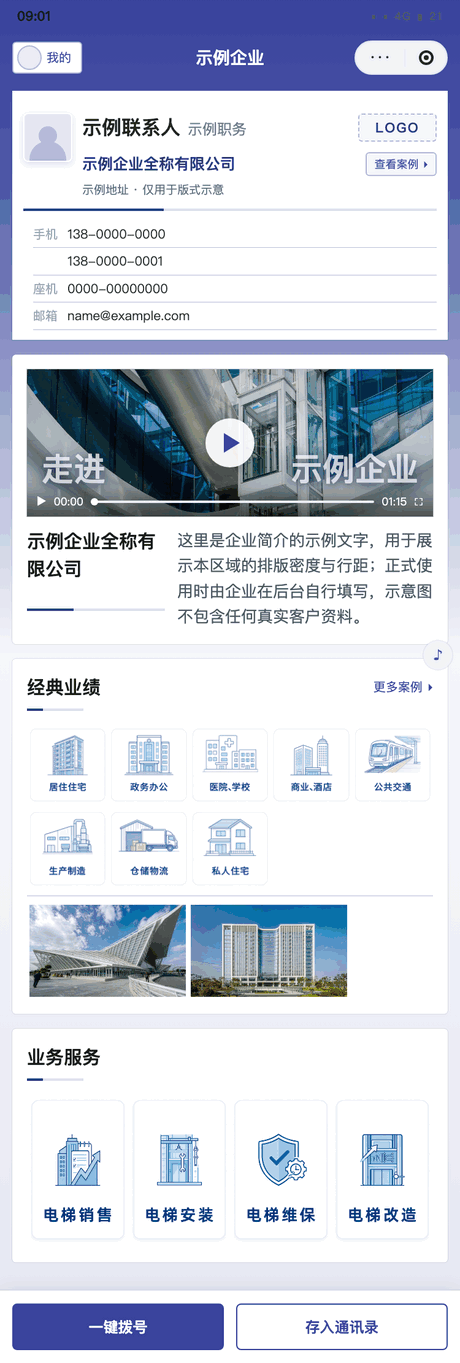 09:01
4G 21
我的
示例企业
示例联系人 示例职务
LOGO
示例企业全称有限公司
查看案例
示例地址 · 仅用于版式示意
手机 138-0000-0000
138-0000-0001
座机 0000-00000000
邮箱 name@example.com
走进 示例企业
00:00 01:15
示例企业全称有
限公司
这里是企业简介的示例文字，用于展
示本区域的排版密度与行距；正式使
用时由企业在后台自行填写，示意图
不包含任何真实客户资料。
经典业绩
更多案例
居住住宅 政务办公 医院、学校 商业、酒店 公共交通
生产制造 仓储物流 私人住宅
业务服务
电梯销售 电梯安装 电梯维保 电梯改造
一键拨号 存入通讯录